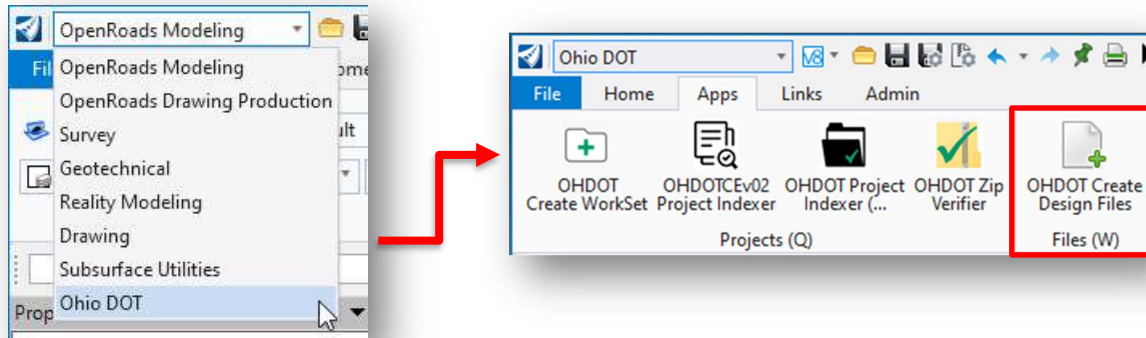 OpenRoads Modeling
Fil
OpenRoads Modeling
ome
OpenRoads Drawing Production
Survey
ult
Geotechnical
Reality Modeling
Drawing
Subsurface Utilities
Prop
Ohio DOT
Ohio DOT
V8
File Home Apps Links Admin
OHDOT
Create WorkSet
OHDOTCEv02
Project Indexer
OHDOT Project
Indexer (...
OHDOT Zip
Verifier
OHDOT Create
Design Files
Projects (Q)
Files (W)